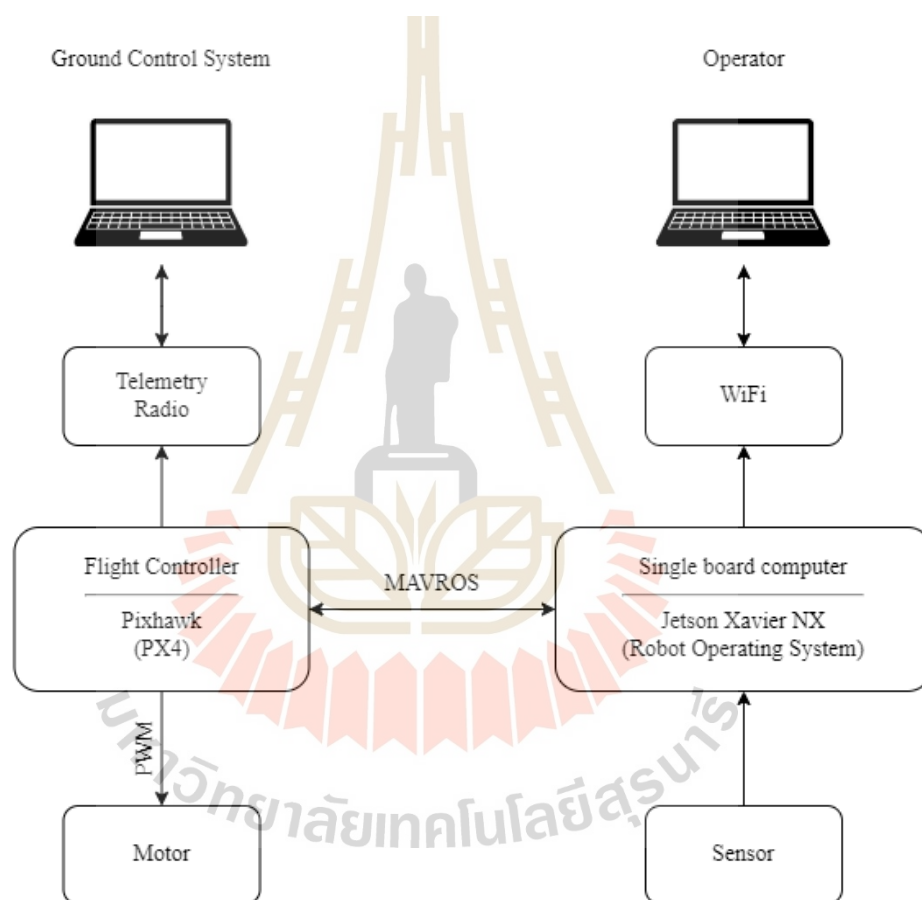 Ground Control System
Operator
Telemetry
Radio
WiFi
Flight Controller
Pixhawk
(PX4)
MAVROS
Single board computer
Jetson Xavier NX
(Robot Operating System)
PWM
Motor
Sensor
มหาวิทยาลัยเทคโนโลยีสุรนารี